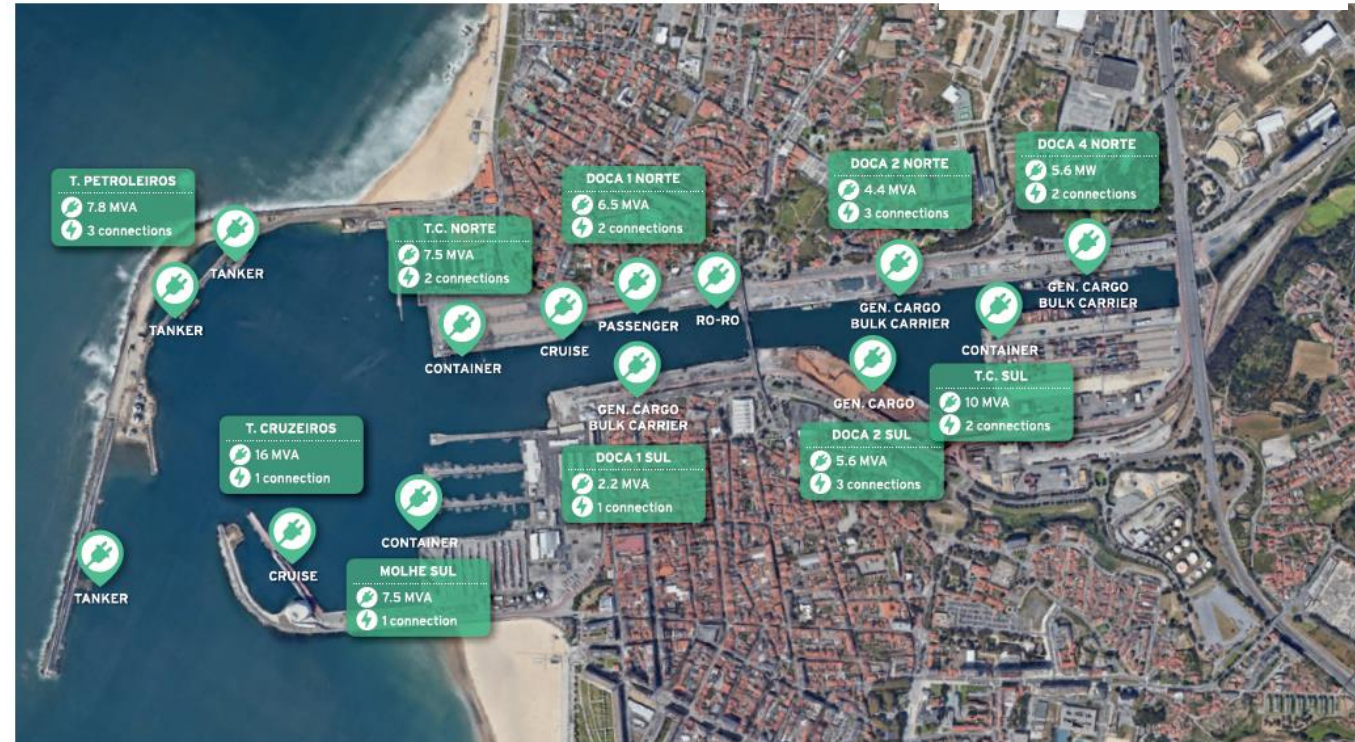 T. PETROLEIROS
7.8 MVA
3 connections
TANKER
TANKER
TANKER
T.C. NORTE
7.5 MVA
2 connections
CONTAINER
DOCA 1 NORTE
6.5 MVA
2 connections
CRUISE
PASSENGER
RO-RO
DOCA 2 NORTE
4.4 MVA
3 connections
GEN. CARGO
BULK CARRIER
DOCA 4 NORTE
5.6 MW
2 connections
GEN. CARGO
BULK CARRIER
CONTAINER
T.C. SUL
10 MVA
2 connections
GEN. CARGO
DOCA 2 SUL
5.6 MVA
3 connections
GEN. CARGO
BULK CARRIER
DOCA 1 SUL
2.2 MVA
1 connection
T. CRUZEIROS
16 MVA
1 connection
CRUISE
CONTAINER
MOLHE SUL
7.5 MVA
1 connection